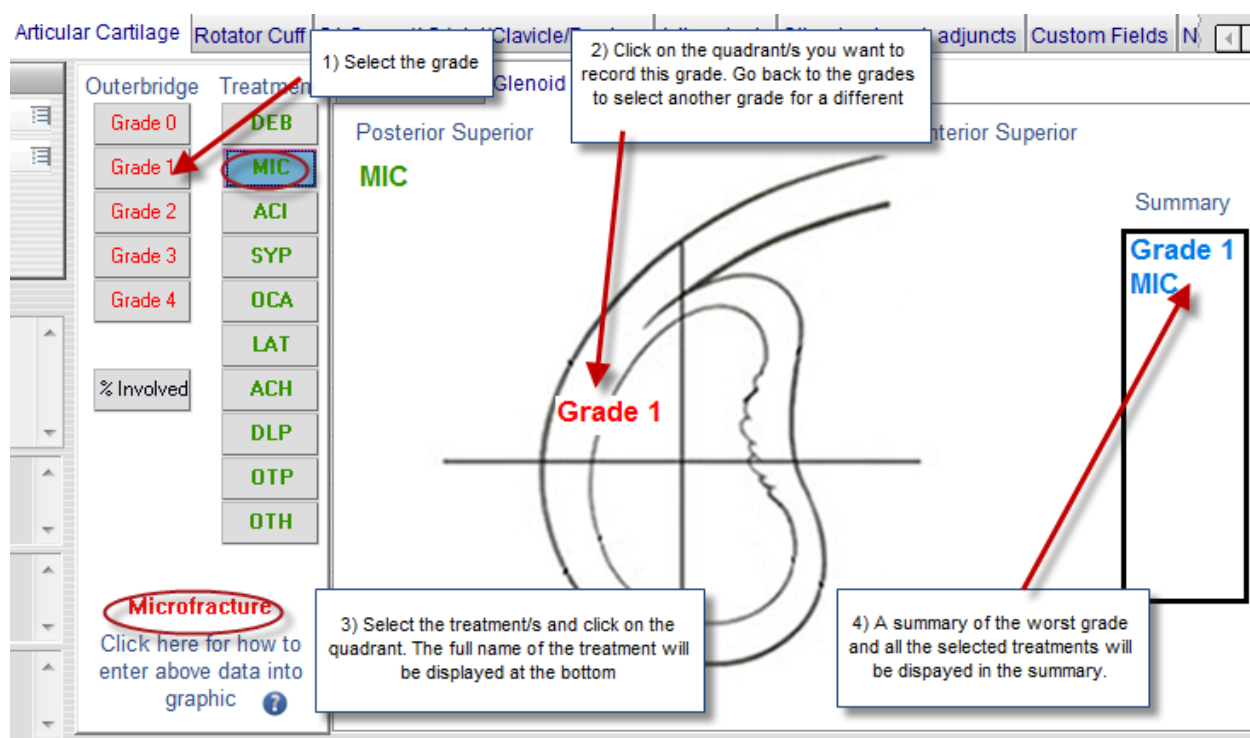 Articular Cartilage
Rotator Cuff
Clavicle/
adjuncts
Custom Fields
N
1) Select the grade
2) Click on the quadrant/s you want to
record this grade. Go back to the grades
to select another grade for a different
Outerbridge
Treatmen
Glenoid
Grade 0
Grade 1
Grade 2
Grade 3
Grade 4
% Involved
DEB
MIC
ACI
SYP
OCA
LAT
ACH
DLP
OTP
OTH
Posterior Superior
nterior Superior
MIC
Grade 1
Summary
Grade 1
MIC
Microfracture
Click here for how to
enter above data into
graphic
3) Select the treatment/s and click on the
quadrant. The full name of the treatment will
be displayed at the bottom
4) A summary of the worst grade
and all the selected treatments will
be dispayed in the summary.